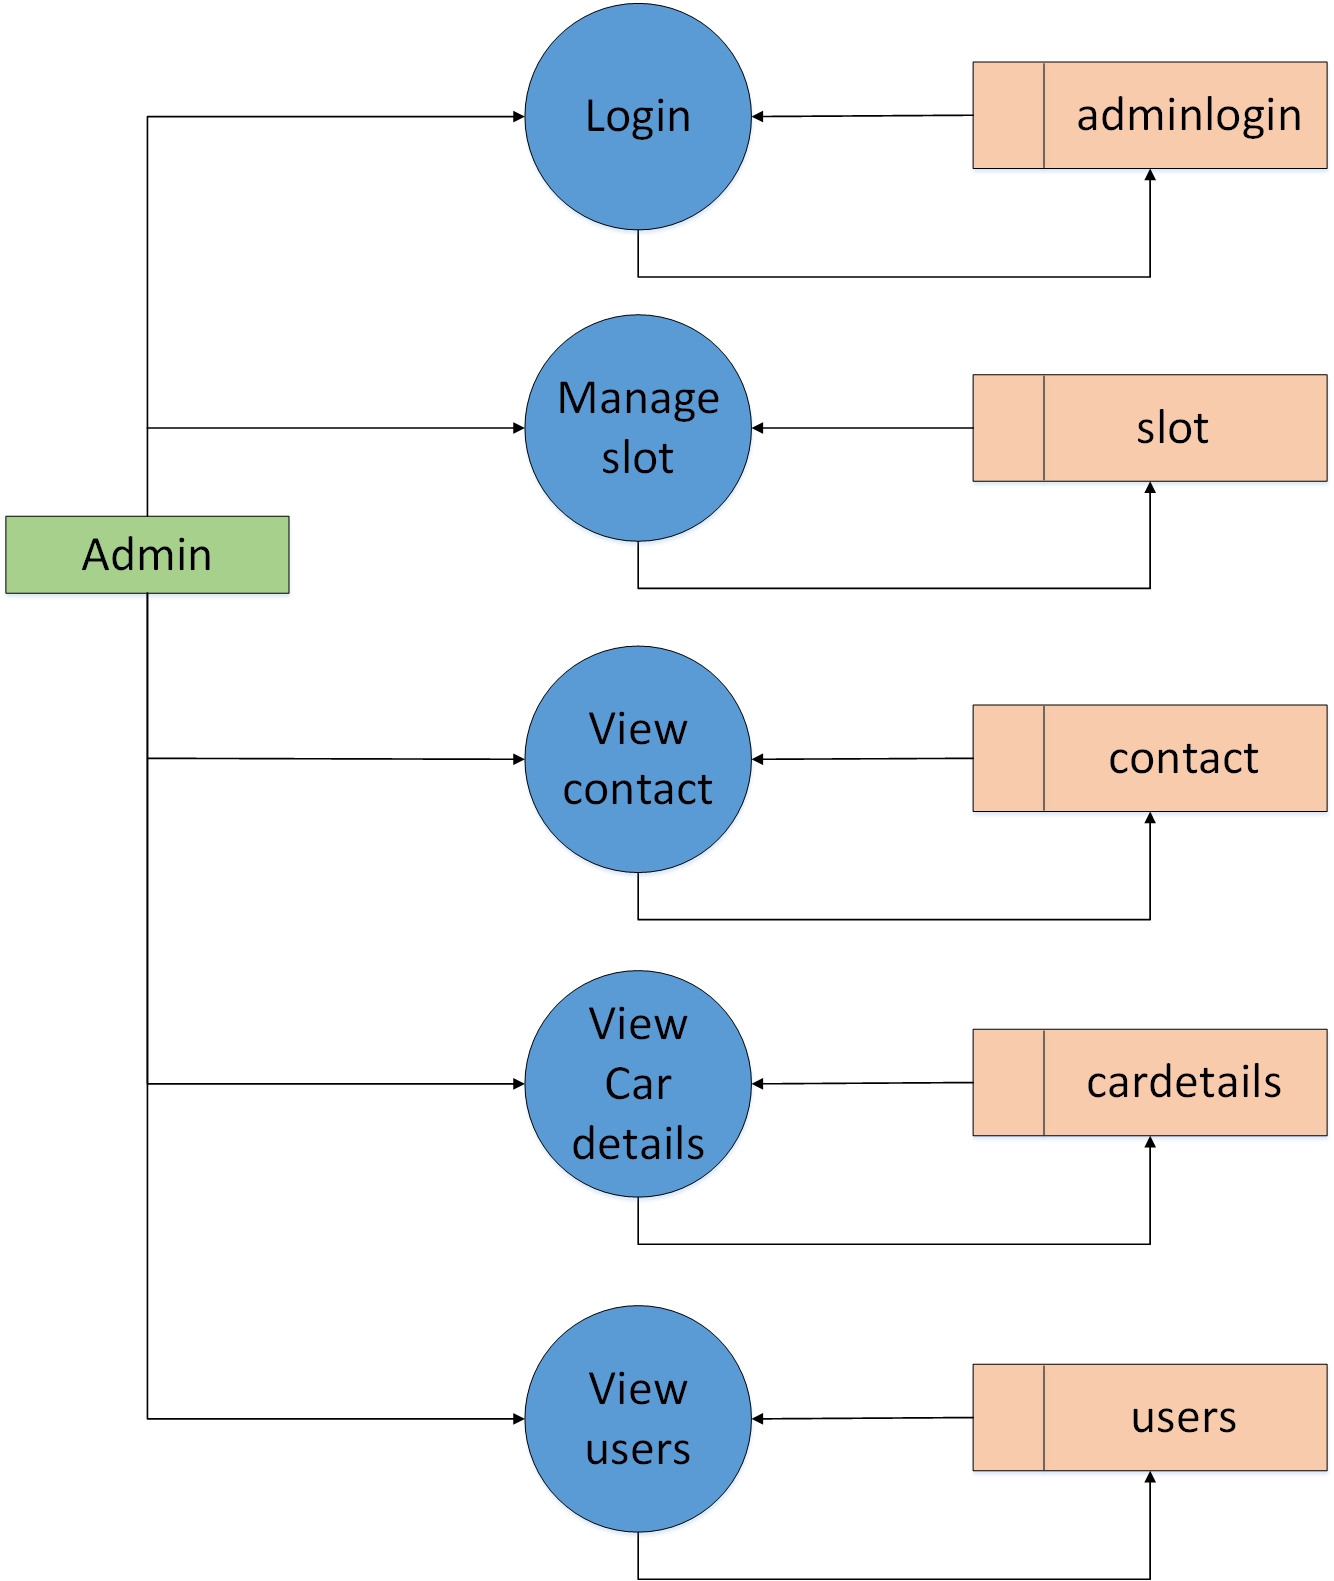 Login
adminlogin
Manage
slot
slot
Admin
View
contact
contact
View
Car
details
cardetails
View
users
users